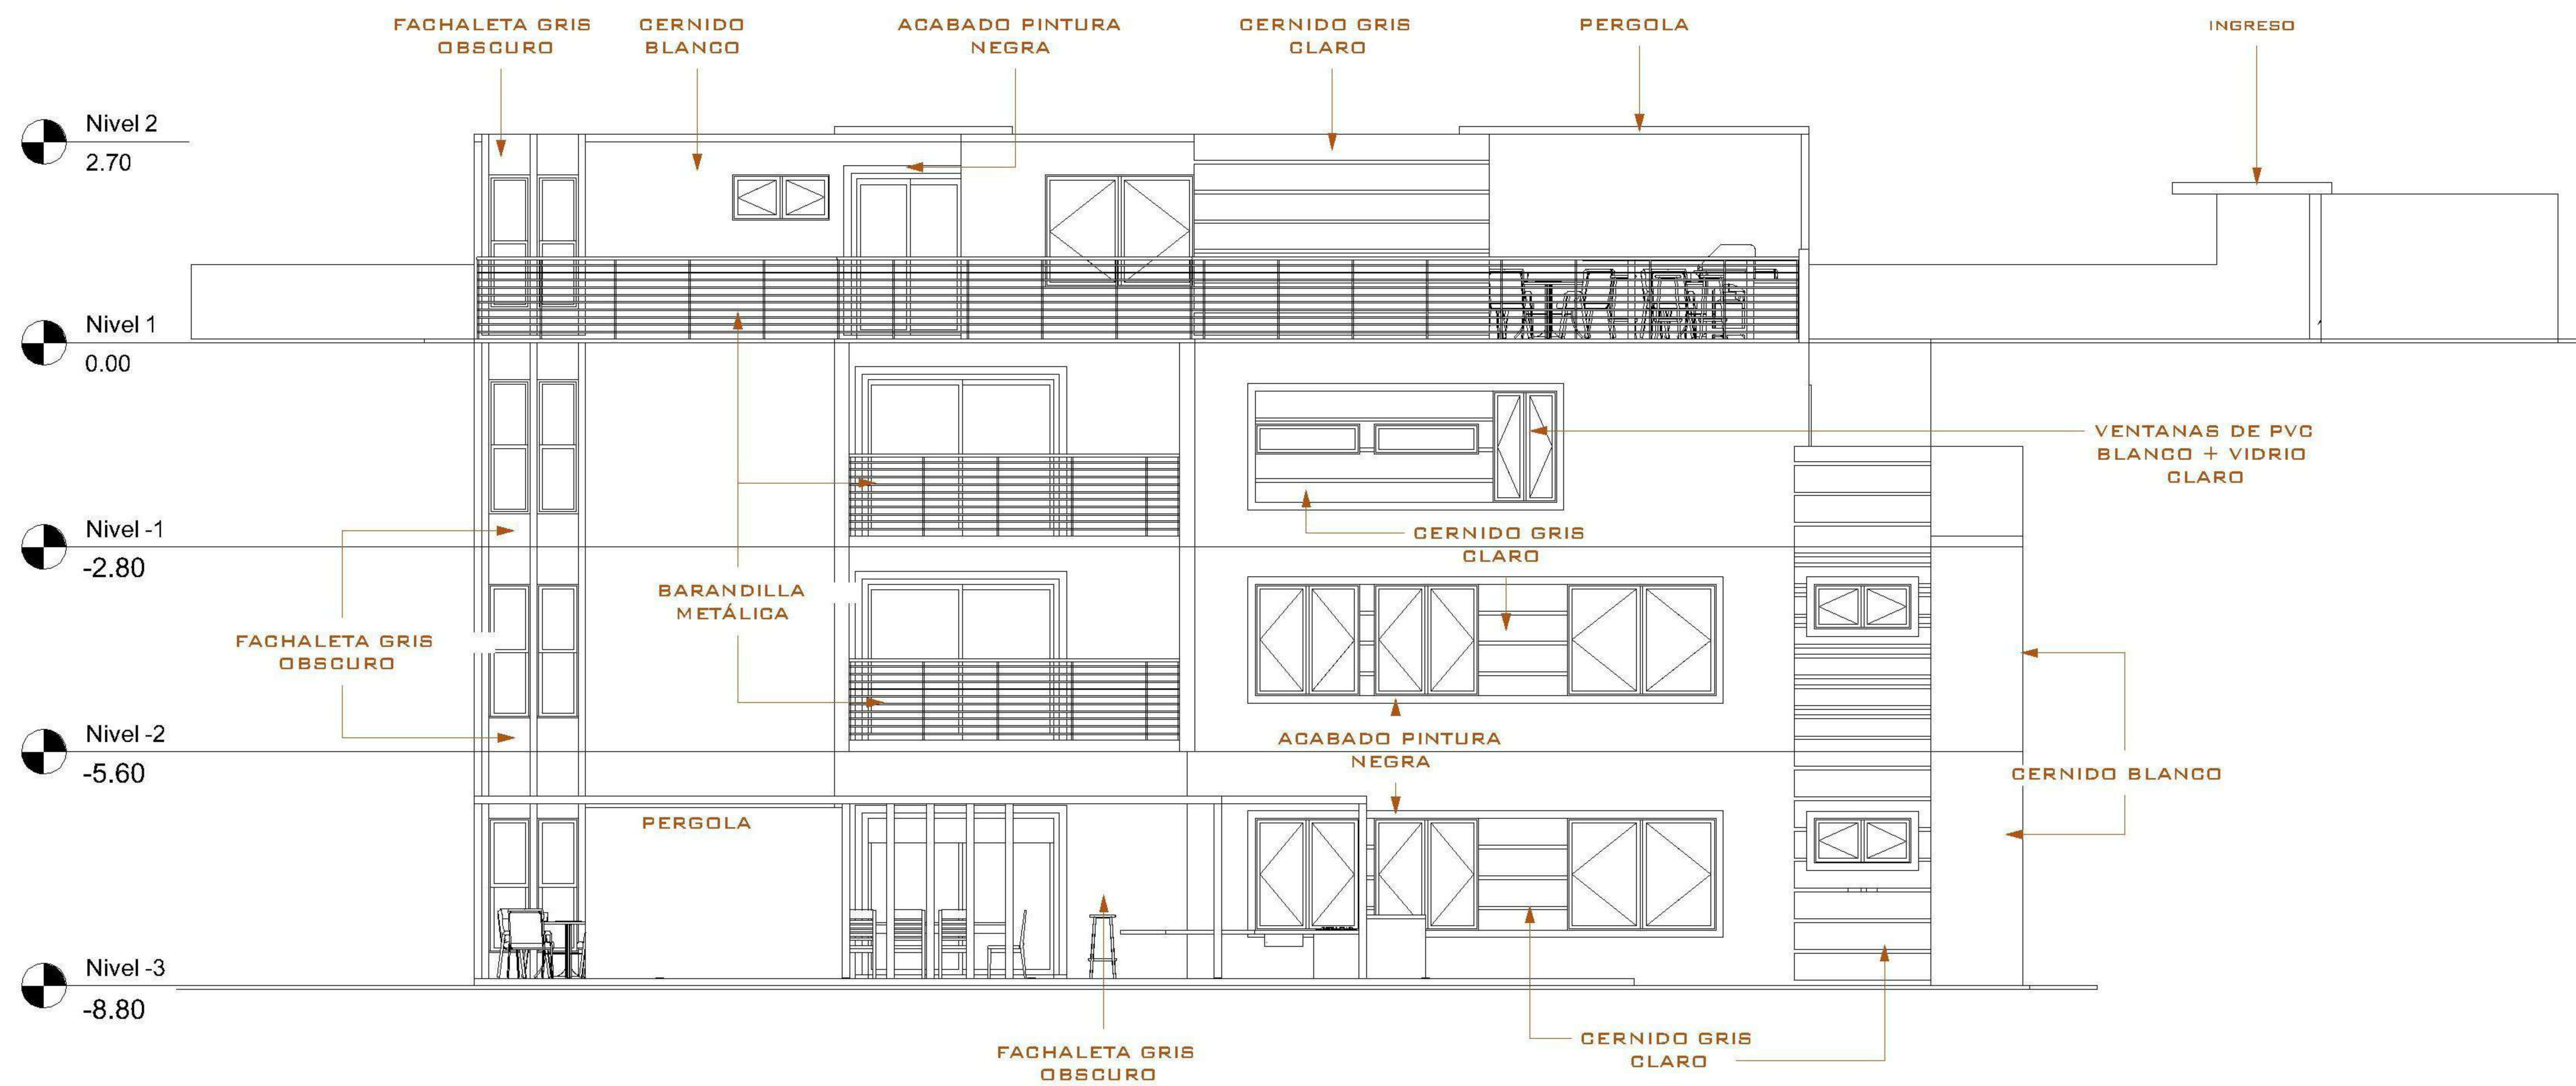 FACHALETA GRIS
OBSCURO
CERNIDO
BLANCO
ACABADO PINTURA
NEGRA
CERNIDO GRIS
CLARO
PERGOLA
INGRESO
Nivel 2
2.70
Nivel 1
0.00
VENTANAS DE PVC
BLANCO + VIDRIO
CLARO
Nivel -1
-2.80
CERNIDO GRIS
CLARO
BARANDILLA
METÁLICA
FACHALETA GRIS
OBSCURO
Nivel -2
-5.60
ACABADO PINTURA
NEGRA
CERNIDO BLANCO
PERGOLA
Nivel -3
-8.80
FACHALETA GRIS
OBSCURO
CERNIDO GRIS
CLARO